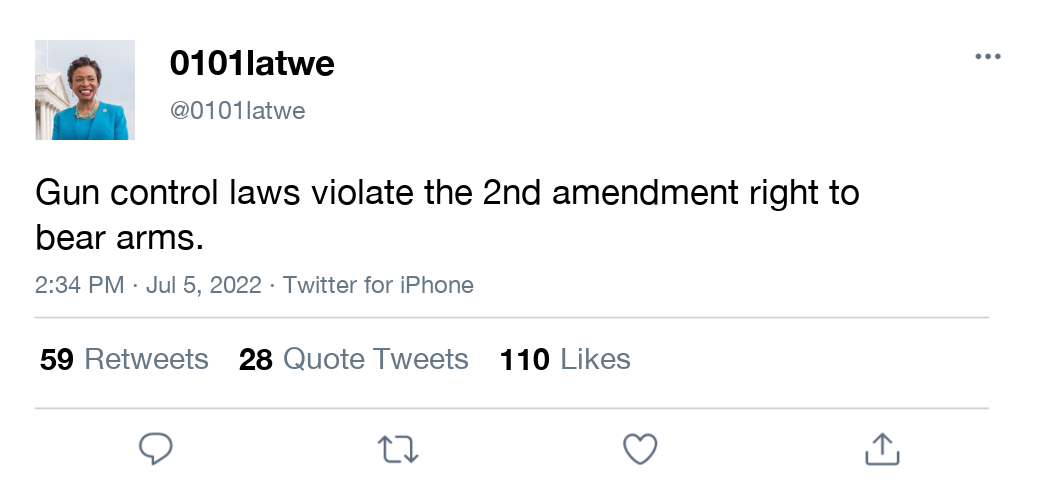 0101latwe
@0101latwe
Gun control laws violate the 2nd amendment right to
bear arms.
2:34 PM · Jul 5, 2022 · Twitter for iPhone
59 Retweets 28 Quote Tweets 110 Likes